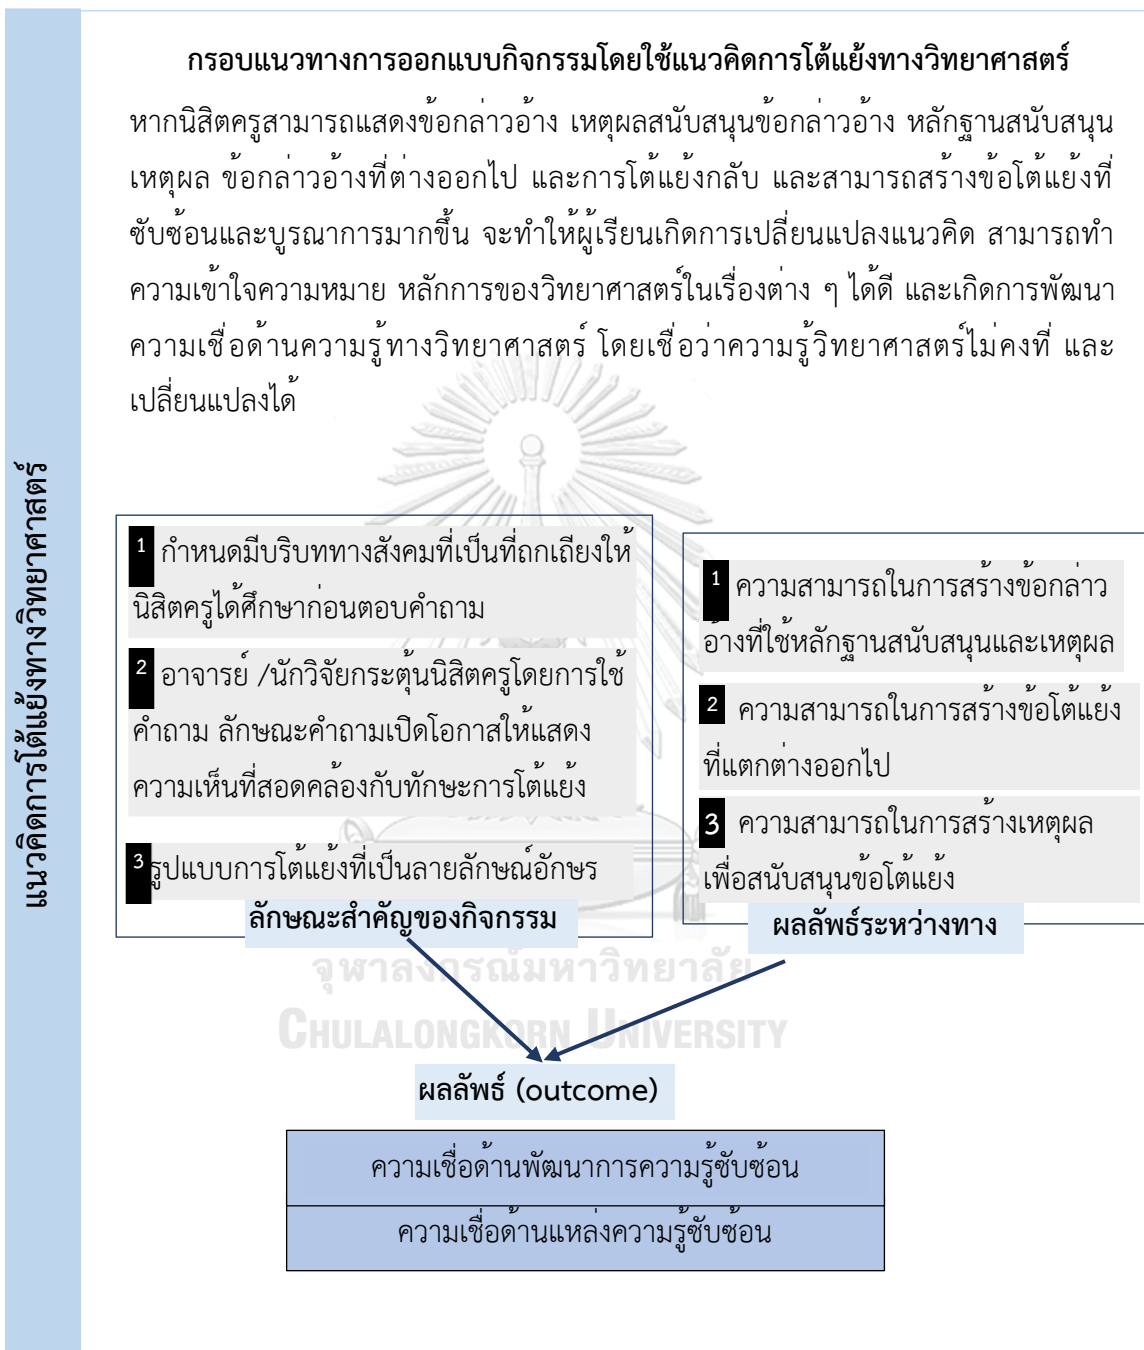 กรอบแนวทางการออกแบบกิจกรรมโดยใช้แนวคิดการโต้แย้งทางวิทยาศาสตร์
หากนิสิตครูสามารถแสดงข้อกล่าวอ้าง เหตุผลสนับสนุนข้อกล่าวอ้าง หลักฐานสนับสนุน
เหตุผล ข้อกล่าวอ้างที่ต่างออกไป และการโต้แย้งกลับ และสามารถสร้างข้อโต้แย้งที่
ซับซ้อนและบูรณาการมากขึ้น จะทำให้ผู้เรียนเกิดการเปลี่ยนแปลงแนวคิด สามารถทำ
ความเข้าใจความหมาย หลักการของวิทยาศาสตร์ในเรื่องต่าง ๆ ได้ดี และเกิดการพัฒนา
ความเชื่อด้านความรู้ทางวิทยาศาสตร์ โดยเชื่อว่าความรู้วิทยาศาสตร์ไม่คงที่ และ
เปลี่ยนแปลงได้
แนวคิดการโต้แย้งทางวิทยาศาสตร์
1 กำหนดมีบริบททางสังคมที่เป็นที่ถกเถียงให้
นิสิตครูได้ศึกษาก่อนตอบคำถาม
2 อาจารย์ /นักวิจัยกระตุ้นนิสิตครูโดยการใช้
คำถาม ลักษณะคำถามเปิดโอกาสให้แสดง
ความเห็นที่สอดคล้องกับทักษะการโต้แย้ง
3 รูปแบบการโต้แย้งที่เป็นลายลักษณ์อักษร
ลักษณะสำคัญของกิจกรรม
1 ความสามารถในการสร้างข้อกล่าว
อ้างที่ใช้หลักฐานสนับสนุนและเหตุผล
2 ความสามารถในการสร้างข้อโต้แย้ง
ที่แตกต่างออกไป
3 ความสามารถในการสร้างเหตุผล
เพื่อสนับสนุนข้อโต้แย้ง
ผลลัพธ์ระหว่างทาง
จุฬาลงกรณ์มหาวิทยาลัย
CHULALONGKORN UNIVERSITY
ผลลัพธ์ (outcome)
ความเชื่อด้านพัฒนาการความรู้ซับซ้อน
ความเชื่อด้านแหล่งความรู้ซับซ้อน